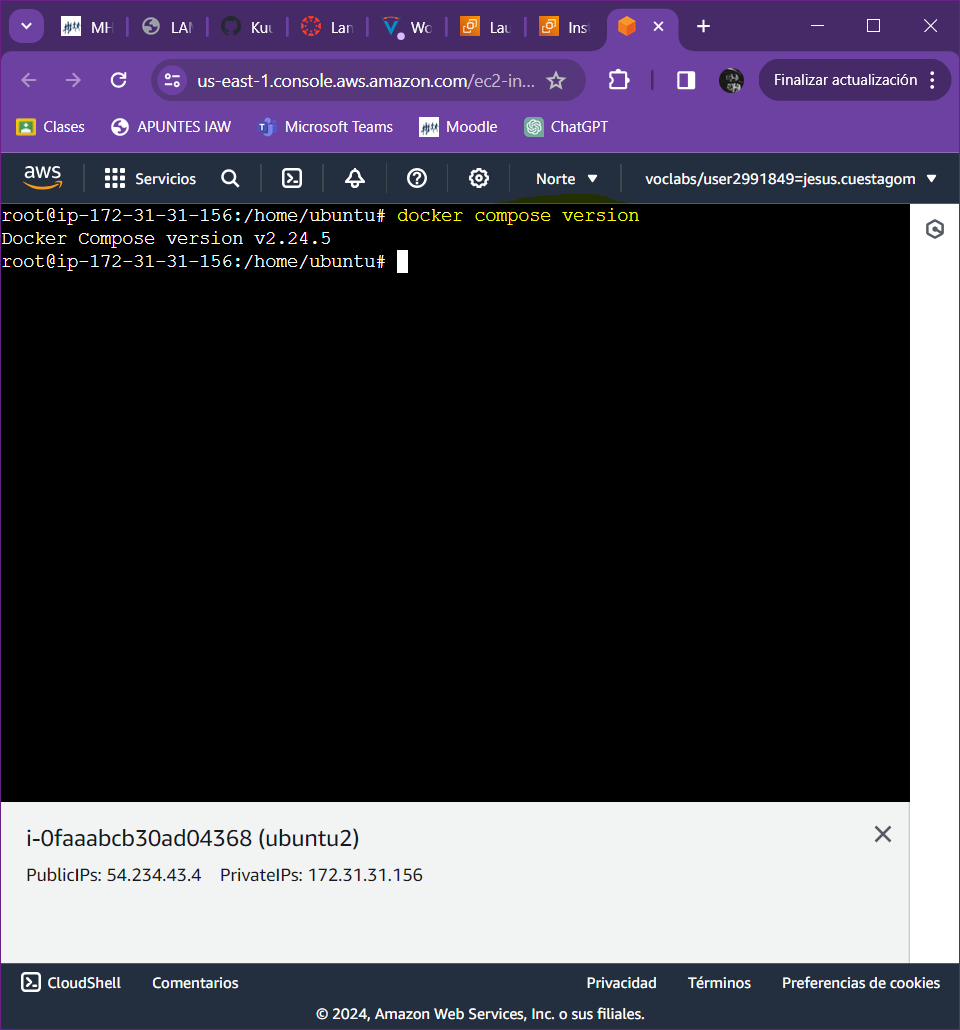 MH
LAN
Kuu
Lan
Wo
Lau
Inst
us-east-1.console.aws.amazon.com/ec2-in...
Finalizar actualización
Clases
APUNTES IAW
Microsoft Teams
Moodle
ChatGPT
aws
Servicios
Norte
voclabs/user2991849=jesus.cuestagom
root@ip-172-31-31-156:/home/ubuntu# docker compose version
Docker Compose version v2.24.5
root@ip-172-31-31-156:/home/ubuntu#
i-0faaabcb30ad04368 (ubuntu2)
PublicIPs: 54.234.43.4 PrivateIPs: 172.31.31.156
CloudShell
Comentarios
Privacidad
Términos
Preferencias de cookies
© 2024, Amazon Web Services, Inc. o sus filiales.